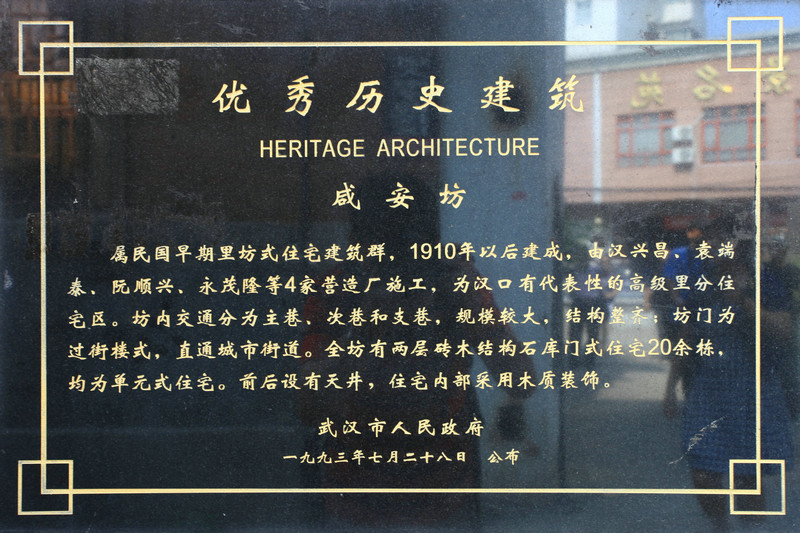 优秀历史建筑
HERITAGE ARCHITECTURE
咸安坊
属民国早期里坊式住宅建筑群，1910年以后建成，由汉兴昌、袁瑞
泰、阮顺兴、永茂隆等4家营造厂施工，为汉口有代表性的高级里分住
宅区。坊内交通分为主巷、次巷和支巷，规模较大，结构整齐；坊门为
过街楼式，直通城市街道。全坊有两层砖木结构石库门式住宅20余栋，
均为单元式住宅。前后设有天井，住宅内部采用木质装饰。
武汉市人民政府
一九九三年七月二十八日 公布